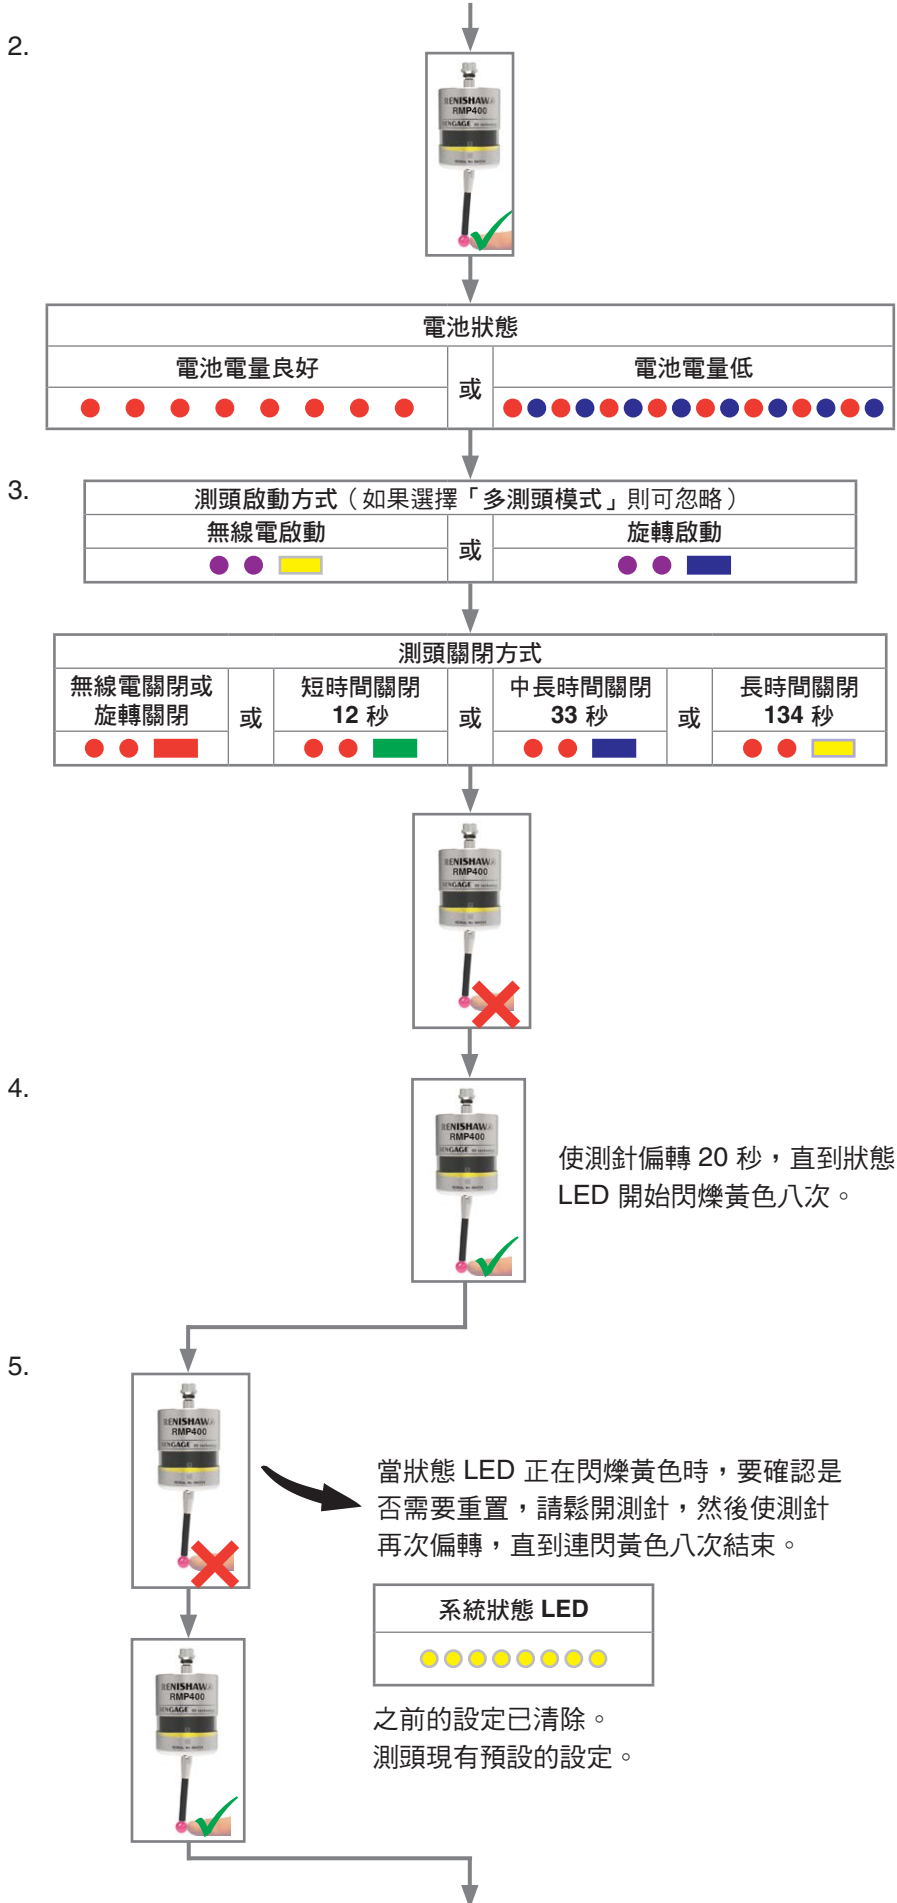 2.
RENISHAW
RMP400
RENGAGE
電池狀態
電池電量良好
或
電池電量低
3.
測頭啟動方式(如果選擇「多測頭模式」則可忽略)
無線電啟動
或
旋轉啟動
測頭關閉方式
無線電關閉或
旋轉關閉
或
短時間關閉
12 秒
或
中長時間關閉
33 秒
或
長時間關閉
134 秒
RENISHAW
RMP400
RENGAGE
4.
RENISHAW
RMP400
RENGAGE
使測針偏轉 20 秒,直到狀態
LED 開始閃爍黃色八次。
5.
RENISHAW
RMP400
RENGAGE
當狀態 LED 正在閃爍黃色時,要確認是
否需要重置,請鬆開測針,然後使測針
再次偏轉,直到連閃黃色八次結束。
系統狀態 LED
RENISHAW
RMP400
RENGAGE
之前的設定已清除。
測頭現有預設的設定。